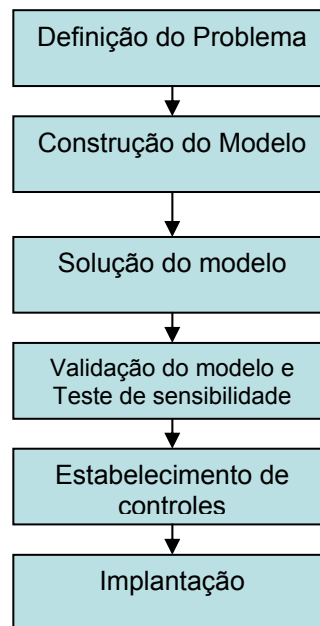 Definição do Problema
Construção do Modelo
Solução do modelo
Validação do modelo e
Teste de sensibilidade
Estabelecimento de
controles
Implantação